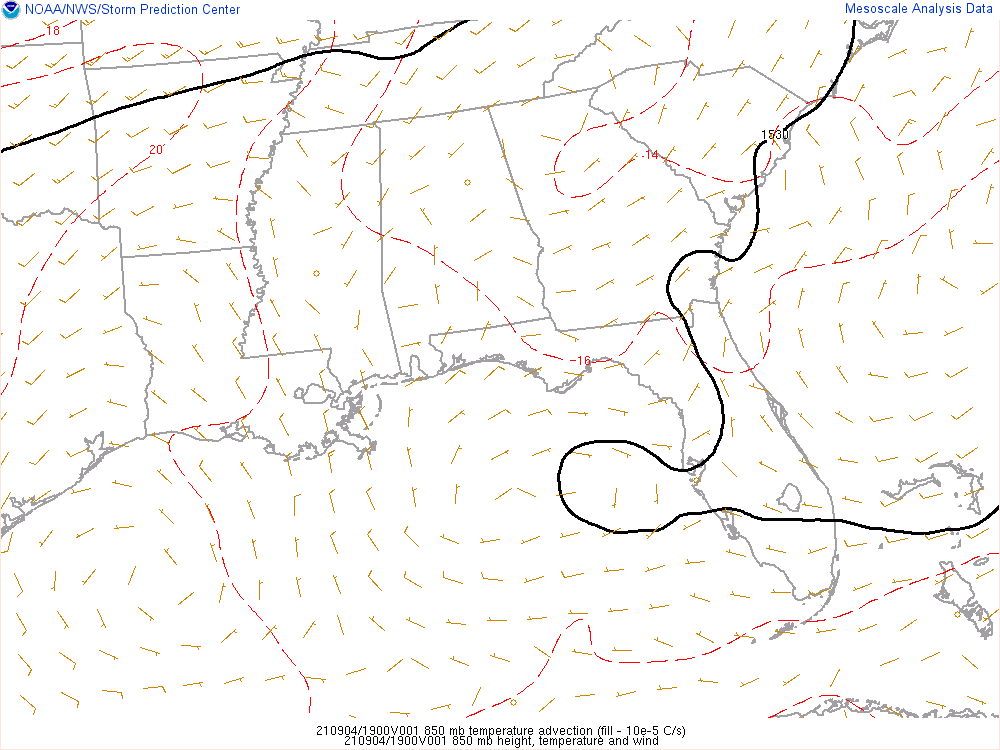 NOAA/NWS/Storm Prediction Center
Mesoscale Analysis Data
18
1530
20
14
16
210904/1900V001 850 mb temperature advection (fill - 10e-5 C/s)
210904/1900V001 850 mb height, temperature and wind